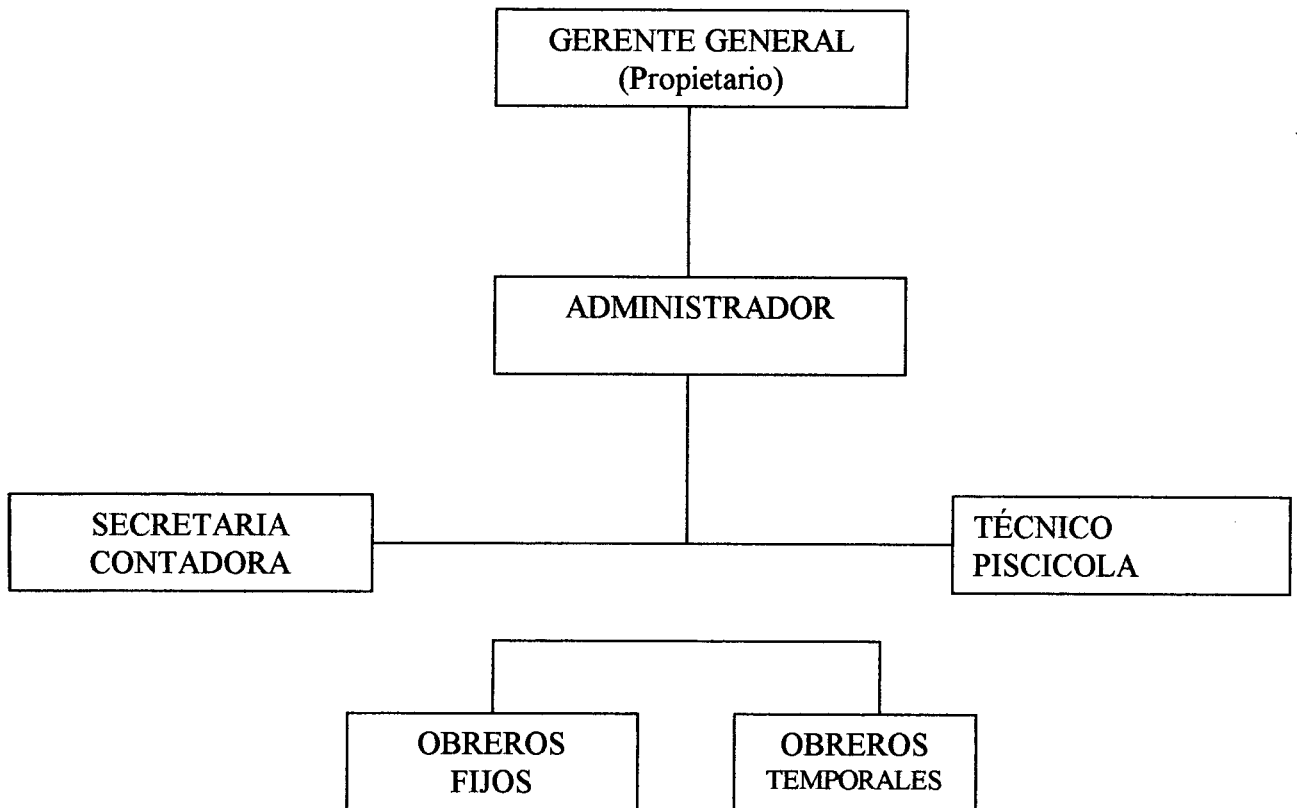 GERENTE GENERAL
(Propietario)
ADMINISTRADOR
SECRETARIA
CONTADORA
TÉCNICO
PISCICOLA
OBREROS
FIJOS
OBREROS
TEMPORALES